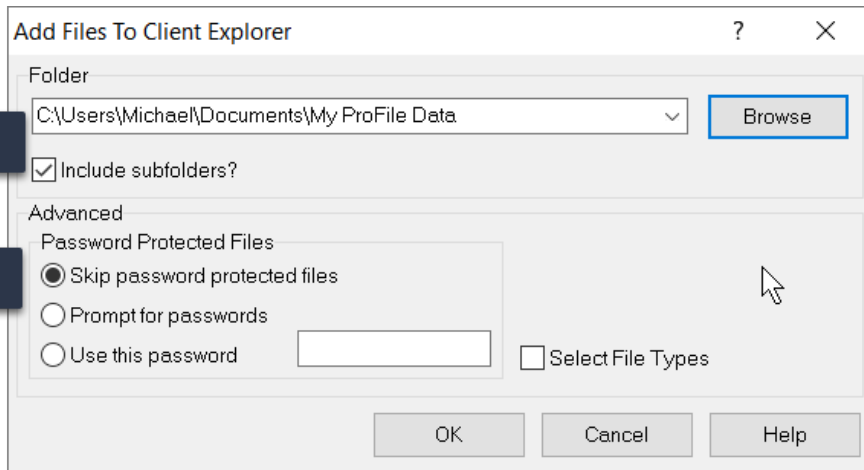 Add Files To Client Explorer ?
Folder
C:\Users\Michael\Documents\My ProFile Data Browse
Include subfolders?
Advanced
Password Protected Files
Skip password protected files
Prompt for passwords
Use this password
Select File Types
OK Cancel Help